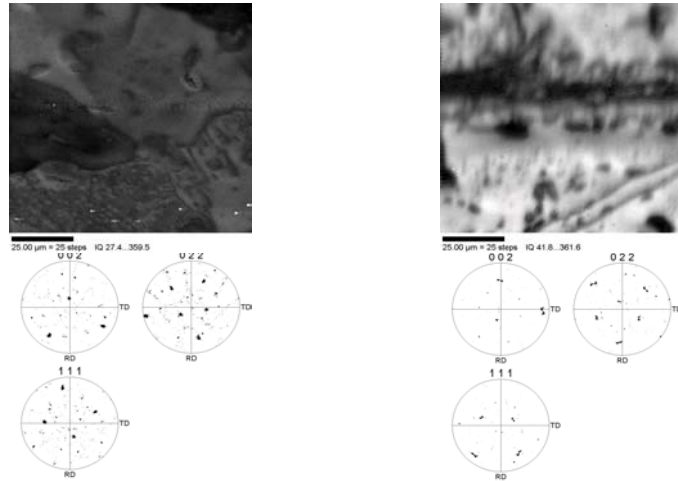 25.00 µm = 25 steps IQ 27.4...359.5
0 0 2
0 2 2
TD
TD
RD
RD
1 1 1
TD
RD
25.00 µm = 25 steps IQ 41.8...361.6
0 0 2
0 2 2
TD
TD
RD
RD
1 1 1
TD
RD